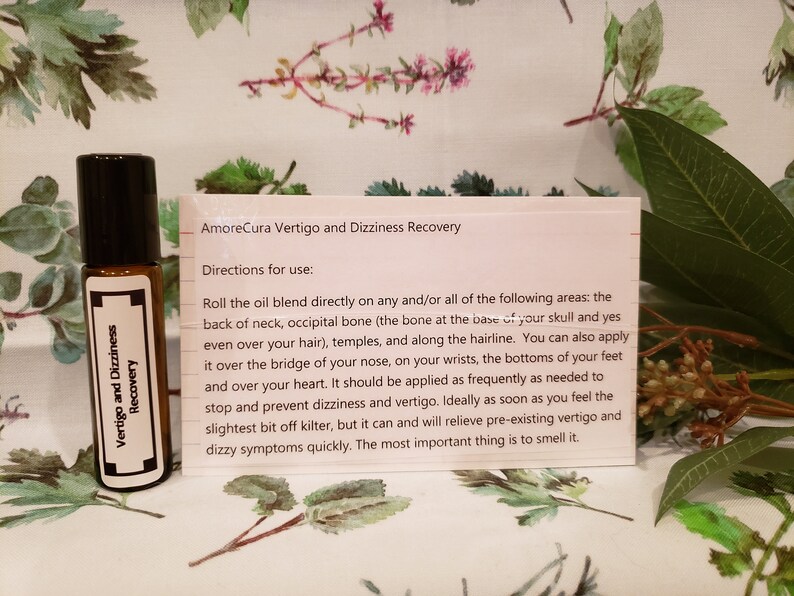 Vertigo and Dizziness
Recovery
AmoreCura Vertigo and Dizziness Recovery
Directions for use:
Roll the oil blend directly on any and/or all of the following areas: the
back of neck, occipital bone (the bone at the base of your skull and yes
even over your hair), temples, and along the hairline. You can also apply
it over the bridge of your nose, on your wrists, the bottoms of your feet
and over your heart. It should be applied as frequently as needed to
stop and prevent dizziness and vertigo. Ideally as soon as you feel the
slightest bit off kilter, but it can and will relieve pre-existing vertigo and
dizzy symptoms quickly. The most important thing is to smell it.